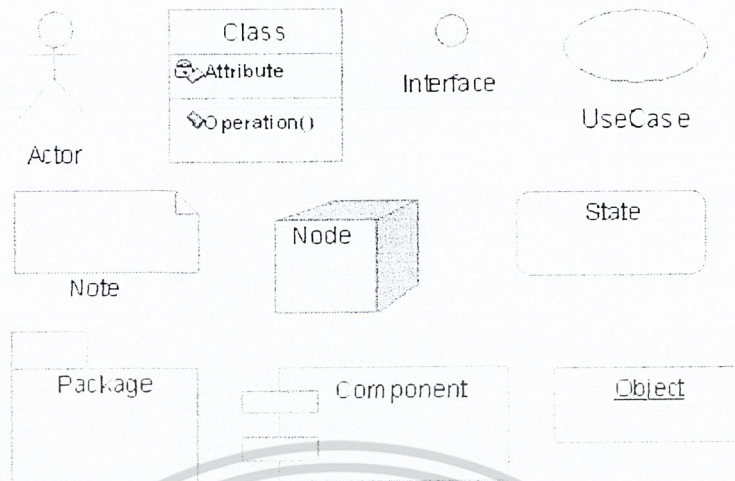 Class
Attribute
Operation()
Interface
UseCase
Actor
Node
State
Note
Package
Component
Object